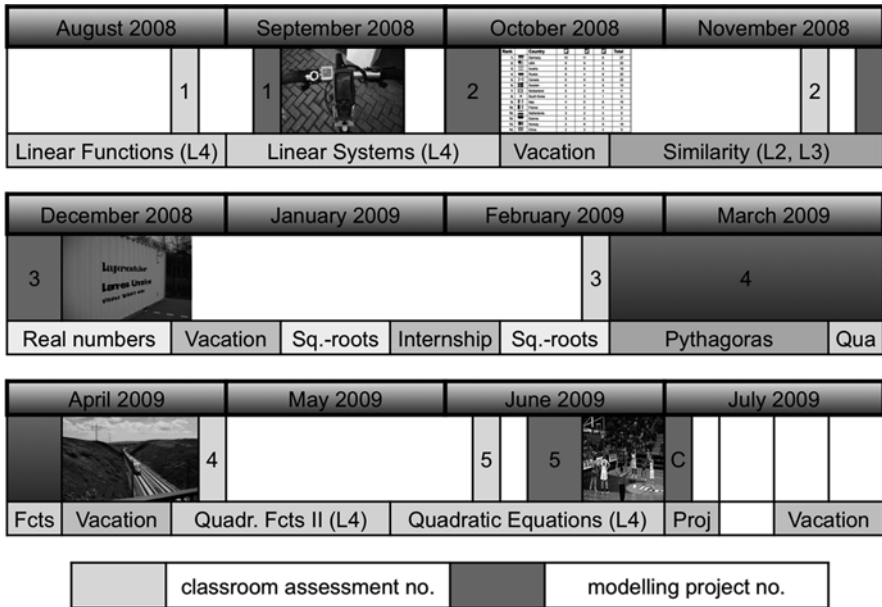 August 2008 September 2008 October 2008 November 2008
1 1 2 2
Rank Country Total
Linear Functions (L4) Linear Systems (L4) Vacation Similarity (L2, L3)
December 2008 January 2009 February 2009 March 2009
3 3 4
Real numbers Vacation Sq.-roots Internship Sq.-roots Pythagoras Qua
April 2009 May 2009 June 2009 July 2009
4 5 5 C
Fcts Vacation Quadr. Fcts II (L4) Quadratic Equations (L4) Proj Vacation
classroom assessment no. modelling project no.